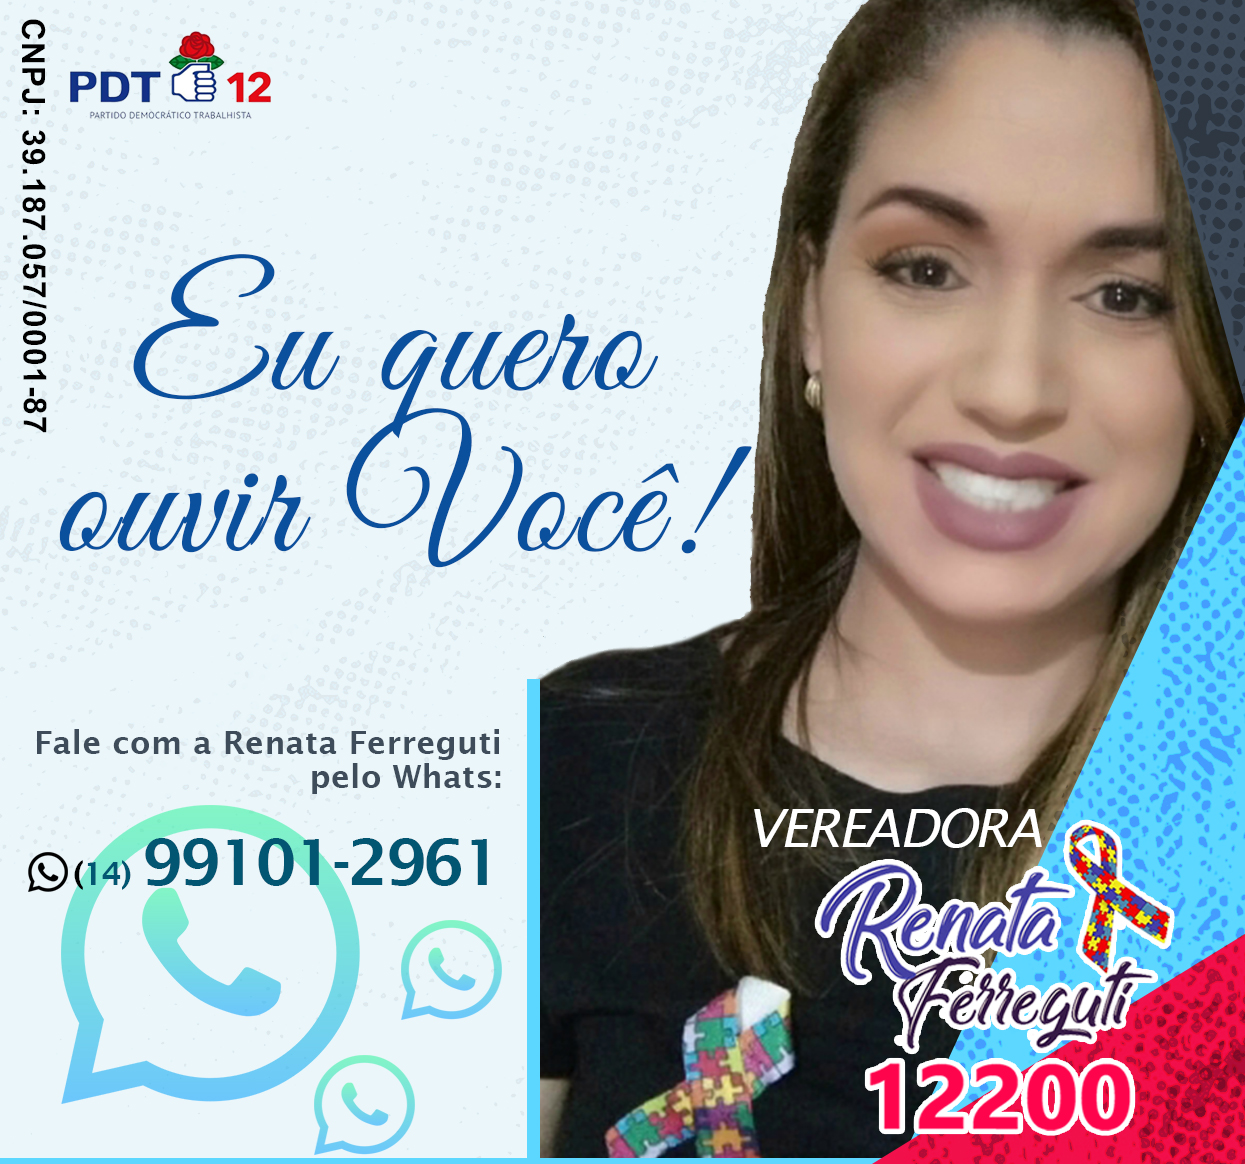 CNPJ: 39.187.057/0001-87
PDT 12
PARTIDO DEMOCRÁTICO TRABALHISTA
Eu quero
ouvir Você!
Fale com a Renata Ferreguti
pelo Whats:
(14) 99101-2961
VEREADORA
Renata
Ferreguti
12200